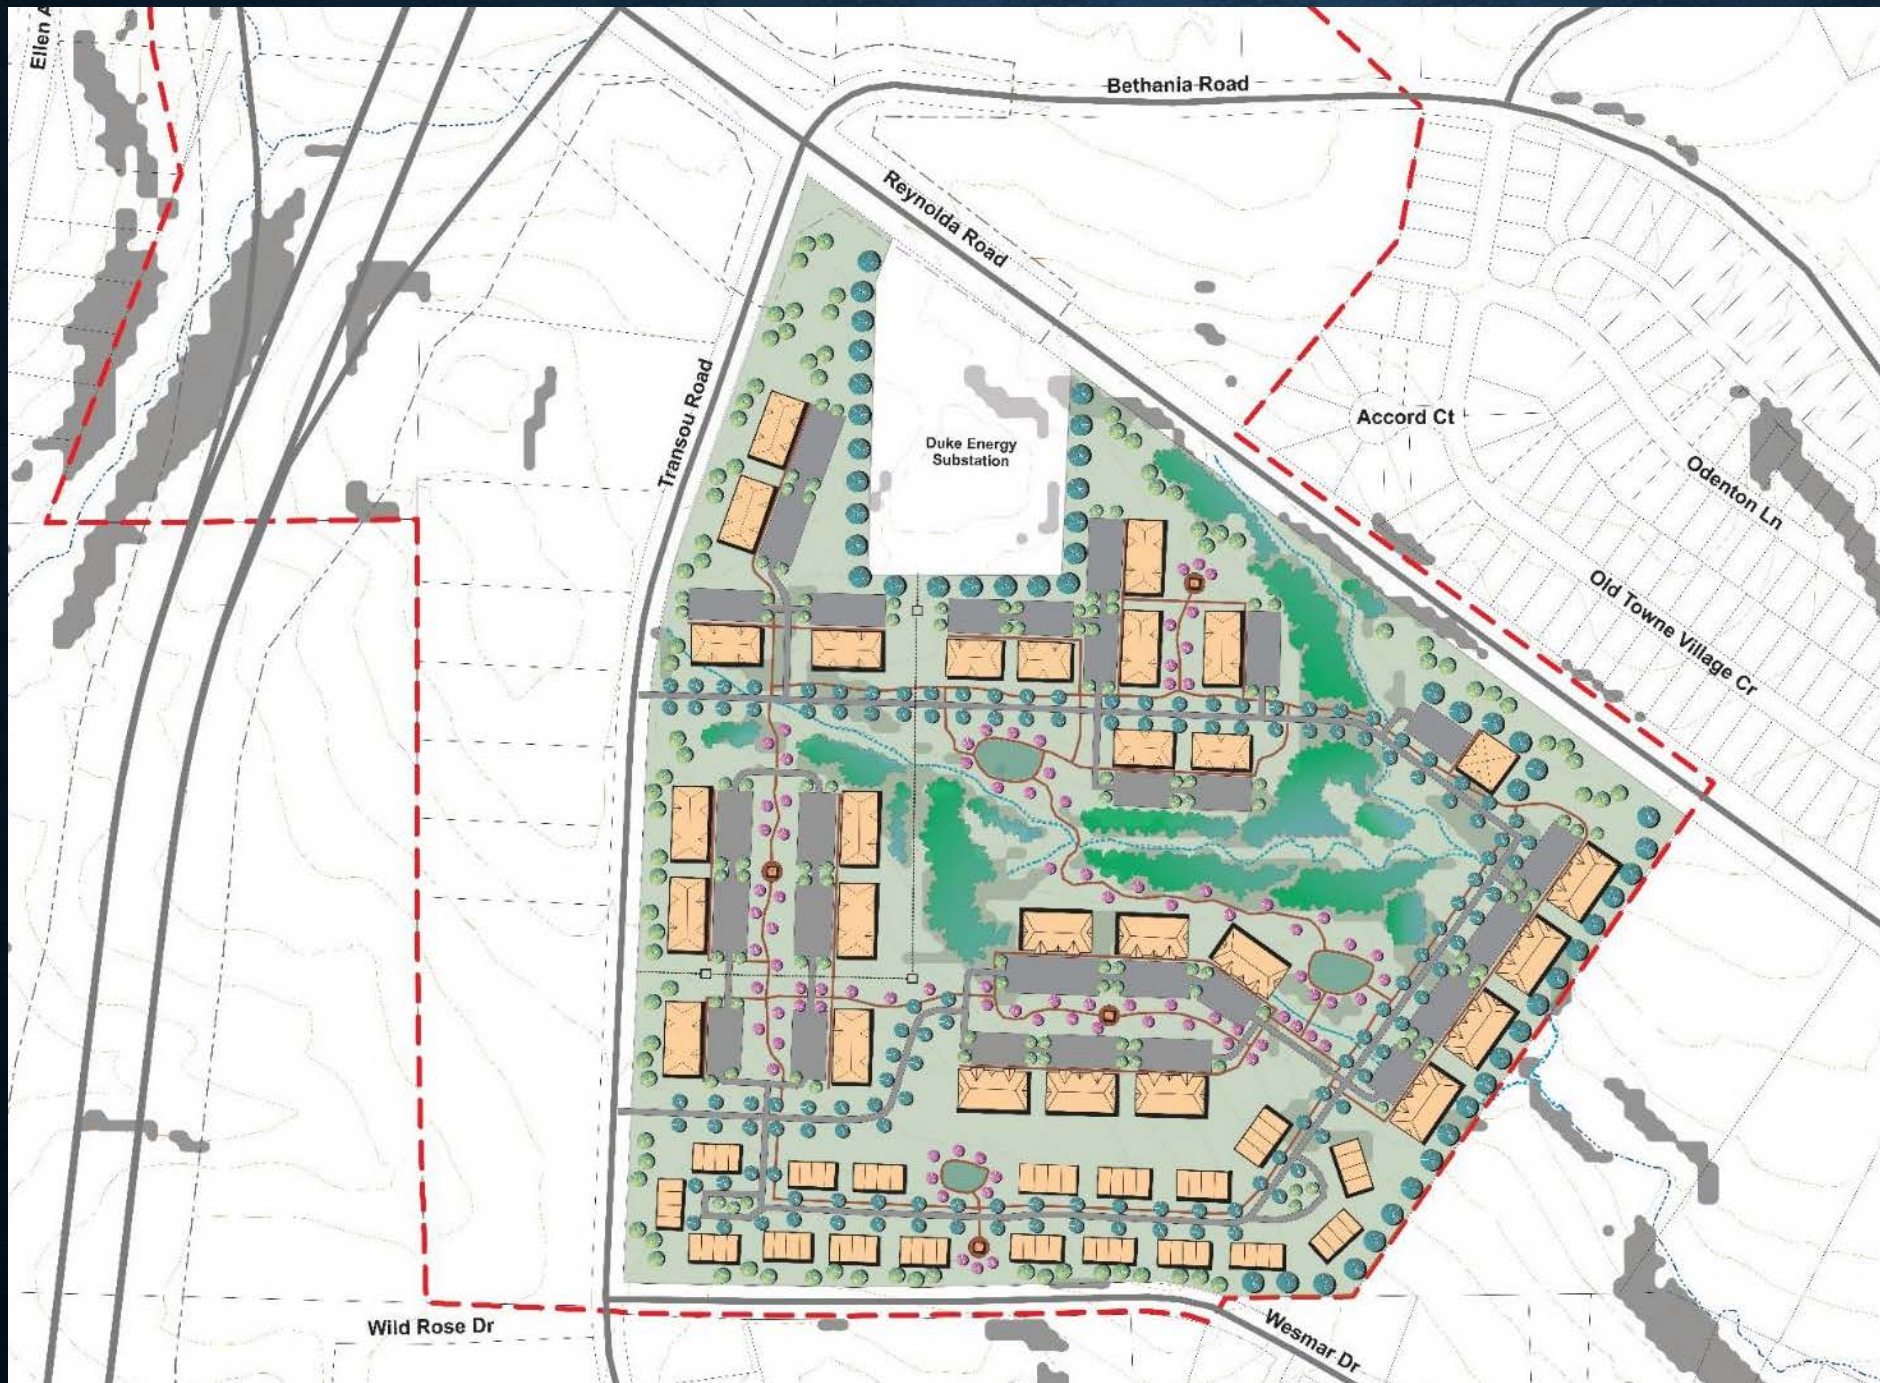 Ellen A
Bethania Road
Reynolda Road
Transou Road
Accord Ct
Duke Energy
Substation
Odenton Ln
Old Towne Village Cr
Wild Rose Dr
Wesmar Dr